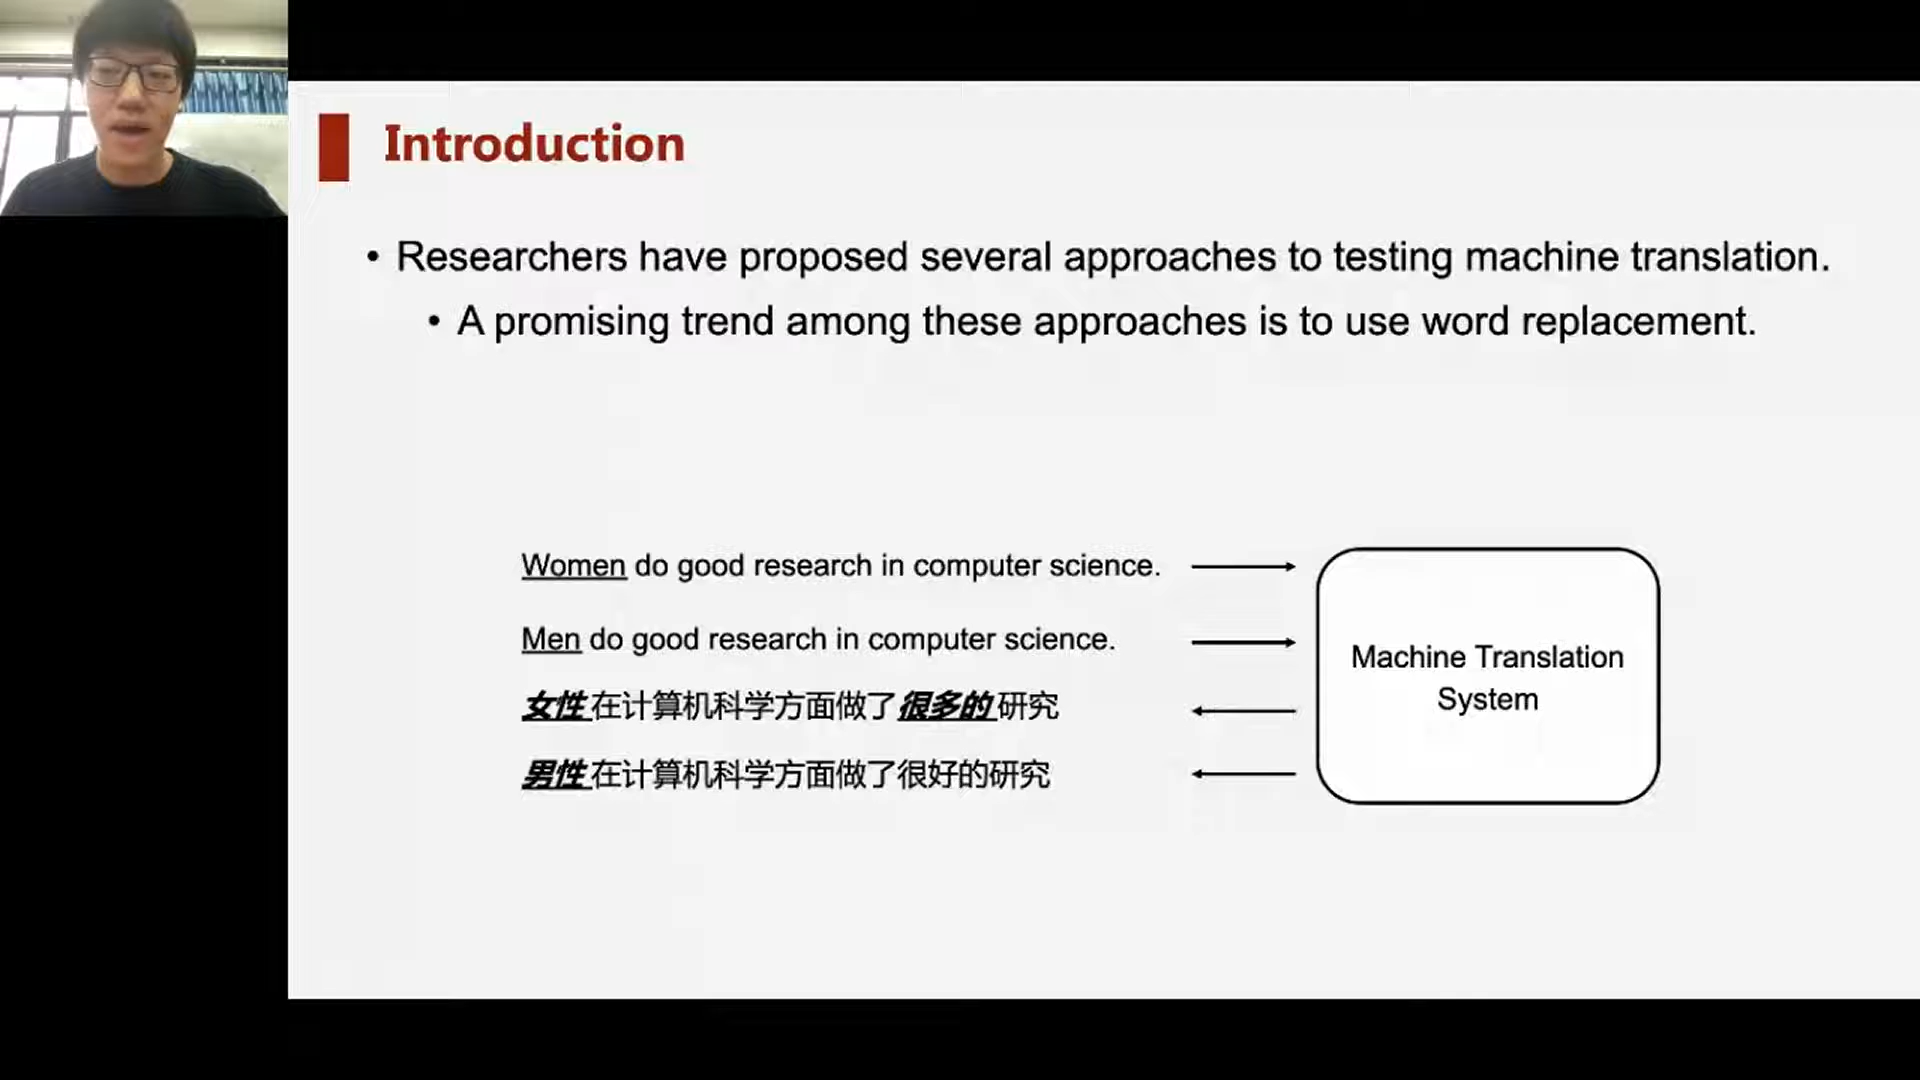 Introduction
• Researchers have proposed several approaches to testing machine translation.
• A promising trend among these approaches is to use word replacement.
Women do good research in computer science.
Men do good research in computer science.
女性在计算机科学方面做了很多的研究
男性在计算机科学方面做了很好的研究
Machine Translation
System